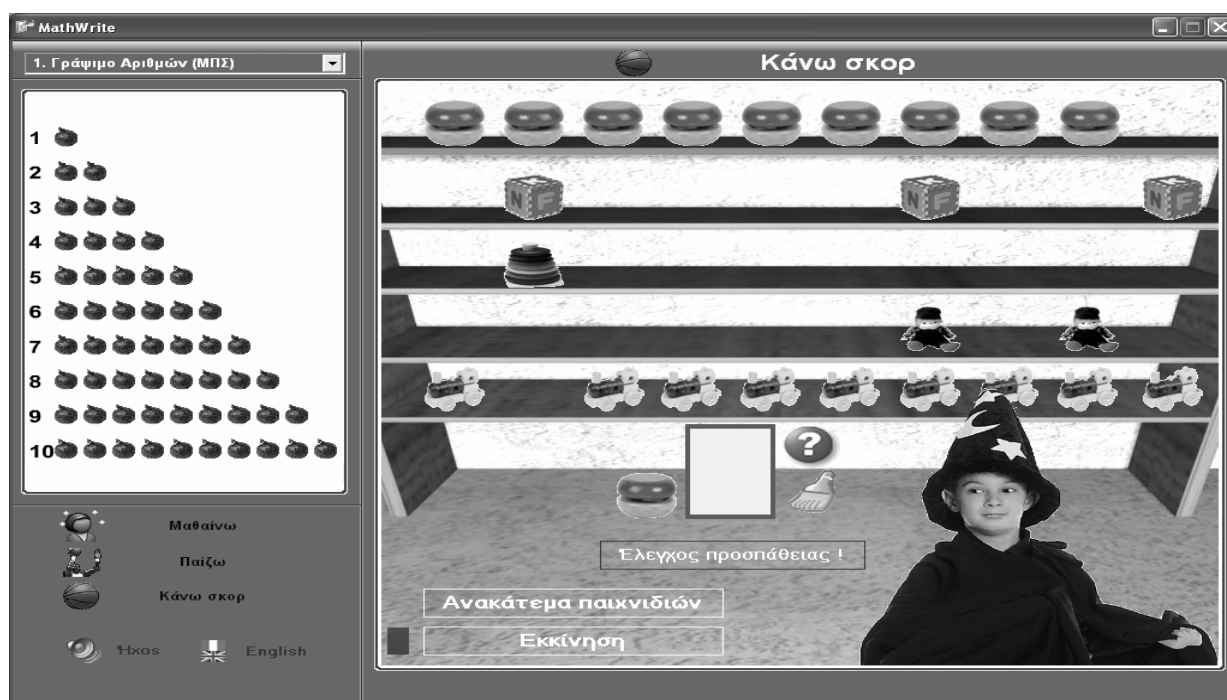 MathWrite
1. Γράψιμο Αριθμών (ΜΠΣ)
Κάνω σκορ
1
2
3
4
5
6
7
8
9
10
Μαθαίνω
Παίζω
Κάνω σκορ
Ήχος
English
N F
N F
N F
?
Έλεγχος προσπάθειας !
Ανακάτεμα παιχνιδιών
Εκκίνηση